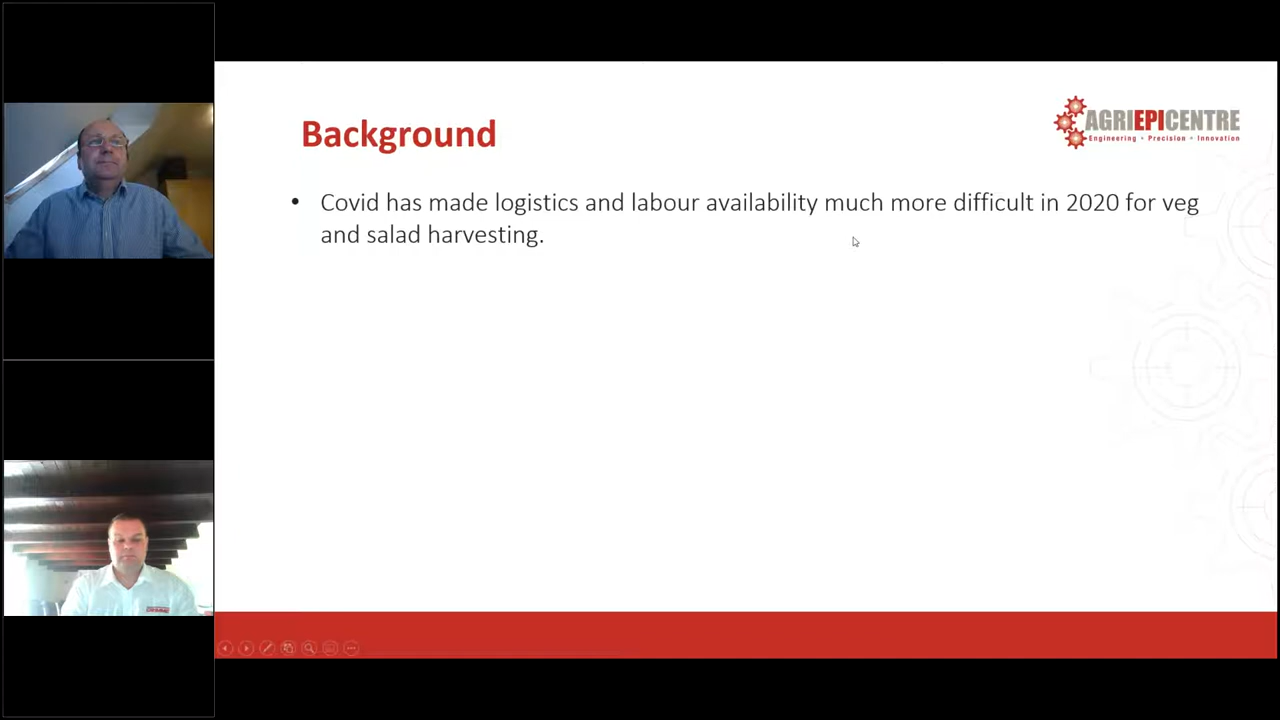 Background
AGRIEPICENTRE
Engineering • Precision • Innovation
• Covid has made logistics and labour availability much more difficult in 2020 for veg
and salad harvesting.